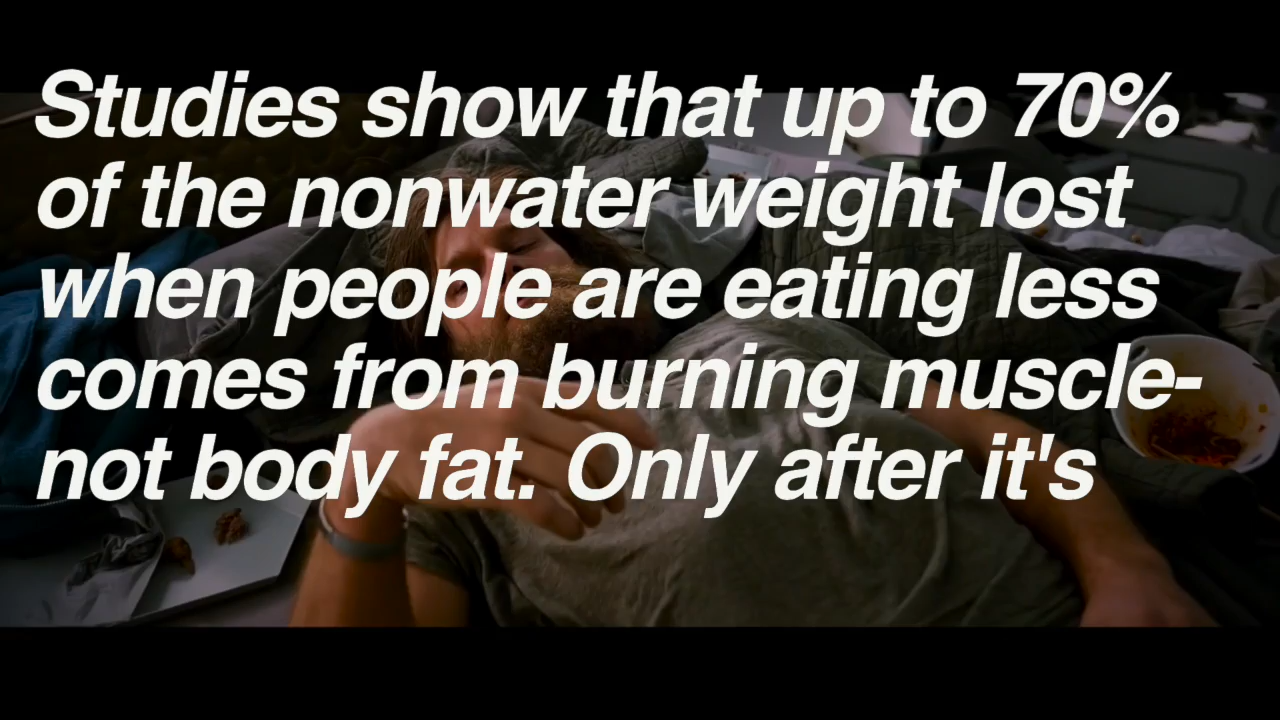 Studies show that up to 70%
of the nonwater weight lost
when people are eating less
comes from burning muscle-
not body fat. Only after it's